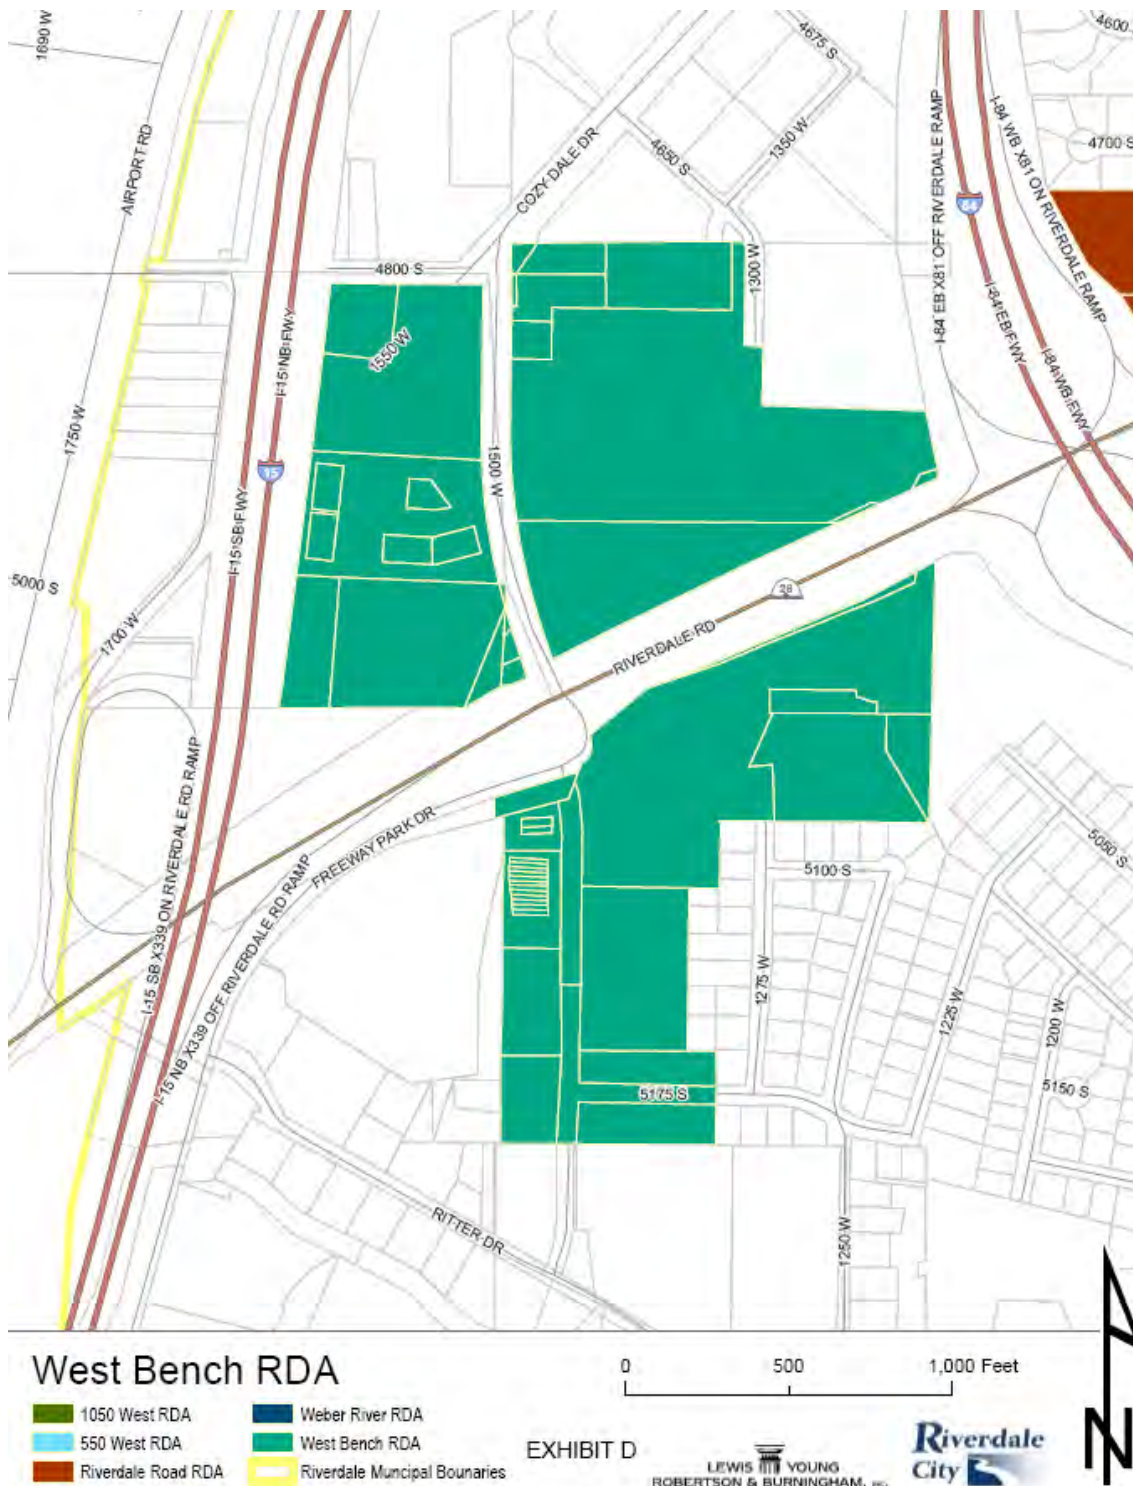 1690 W
4675 S
4600
AIRPORT RD
COZY DALE DR
4650 S
1350 W
I-84 EB X81 OFF RIVERDALE RAMP
I-84 WB X81 ON RIVERDALE RAMP
4700 S
84
4800 S
1300 W
I-15 NB FWY
1550 W
I-84 EB FWY
I-84 WB FWY
1750 W
15
1500 W
I-15 SB FWY
5000 S
1700 W
26
RIVERDALE RD
I-15 SB X339 ON RIVERDALE RD RAMP
FREEWAY PARK DR
I-15 NB X339 OFF RIVERDALE RD RAMP
5050 S
5100 S
1275 W
1225 W
1200 W
5150 S
5175 S
RITTER DR
1250 W
West Bench RDA
0 500 1,000 Feet
1050 West RDA
Weber River RDA
550 West RDA
West Bench RDA
Riverdale Road RDA
Riverdale Muncipal Bounaries
EXHIBIT D
LEWIS YOUNG
ROBERTSON & BURNINGHAM,
Riverdale
City
N